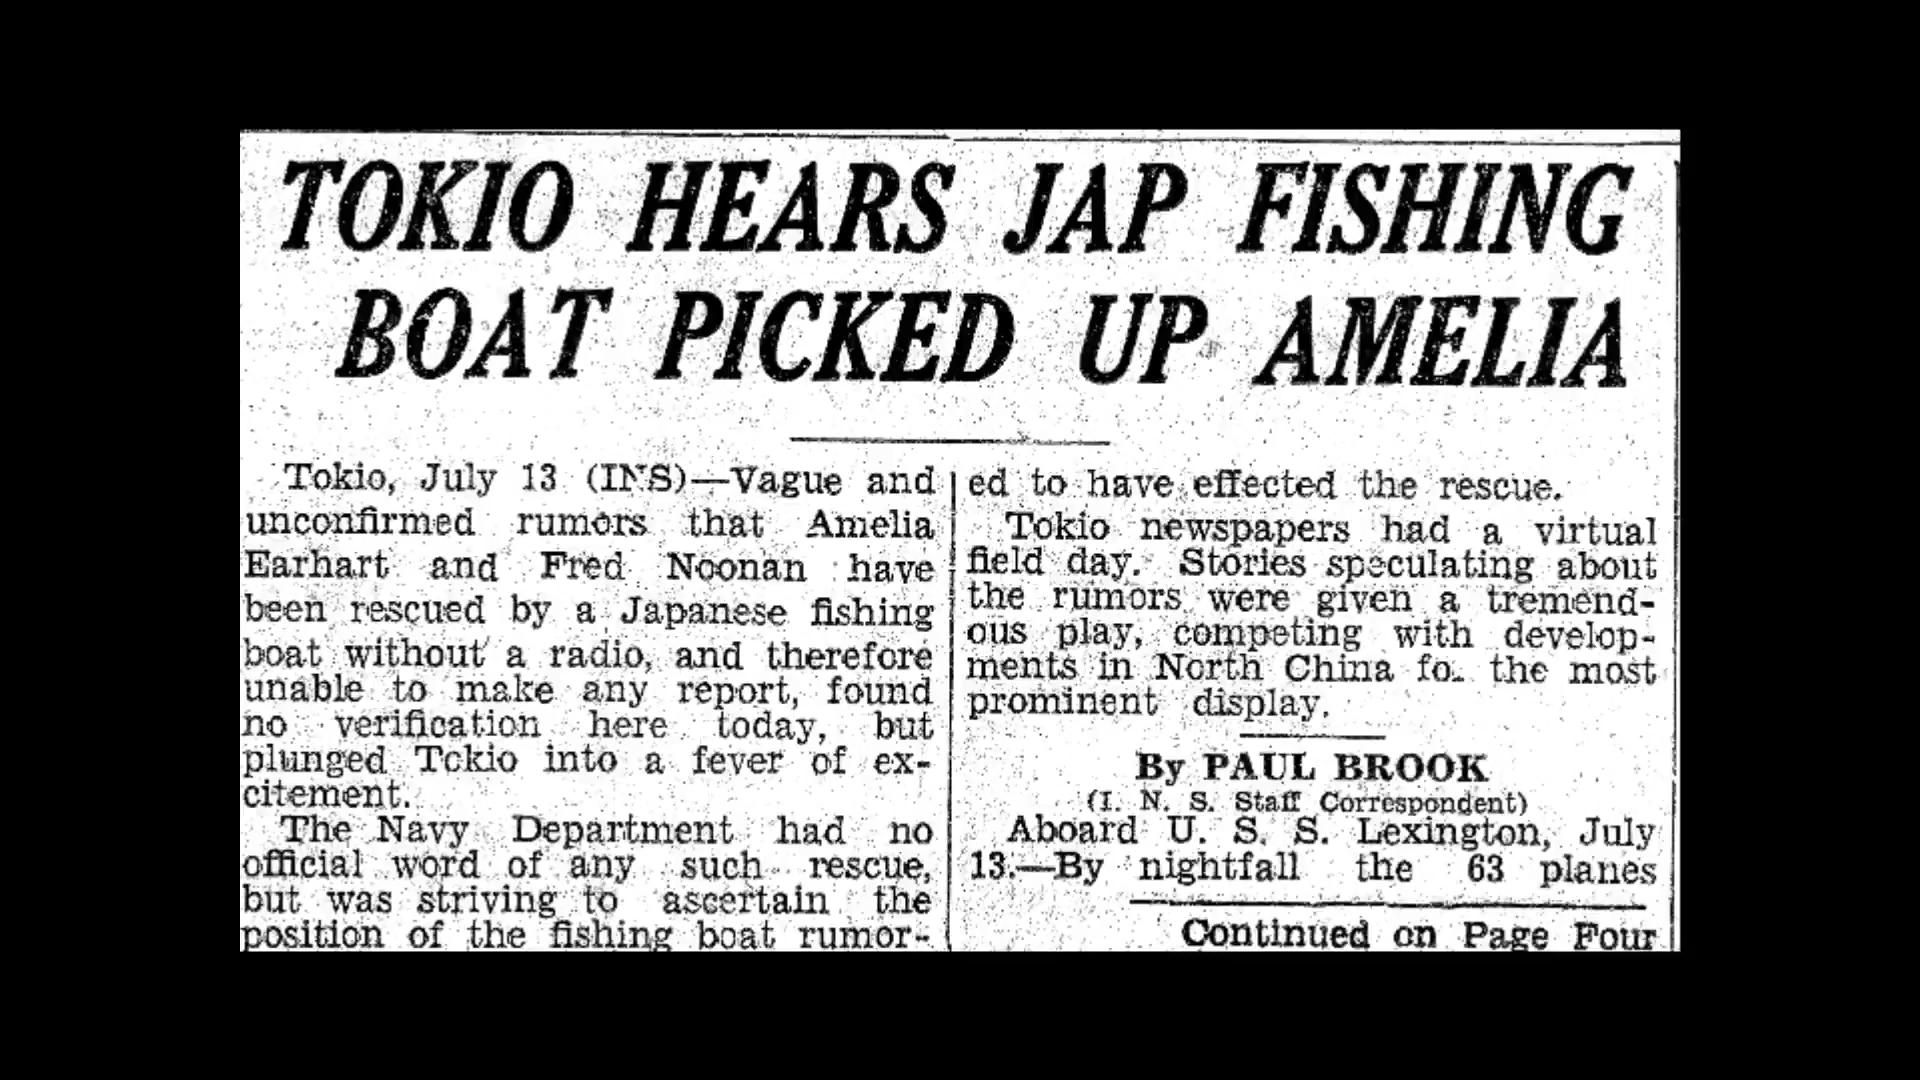 TOKIO HEARS JAP FISHING
BOAT PICKED UP AMELIA
Tokio, July 13 (INS)—Vague and
unconfirmed rumors that Amelia
Earhart and Fred Noonan have
been rescued by a Japanese fishing
boat without a radio, and therefore
unable to make any report, found
no verification here today, but
plunged Tokio into a fever of ex-
citement.
The Navy Department had no
official word of any such rescue,
but was striving to ascertain the
position of the fishing boat rumor-
ed to have effected the rescue.
Tokio newspapers had a virtual
field day. Stories speculating about
the rumors were given a tremend-
ous play, competing with develop-
ments in North China for the most
prominent display.
By PAUL BROOK
(I. N. S. Staff Correspondent)
Aboard U. S. S. Lexington, July
13.—By nightfall the 63 planes
Continued on Page Four